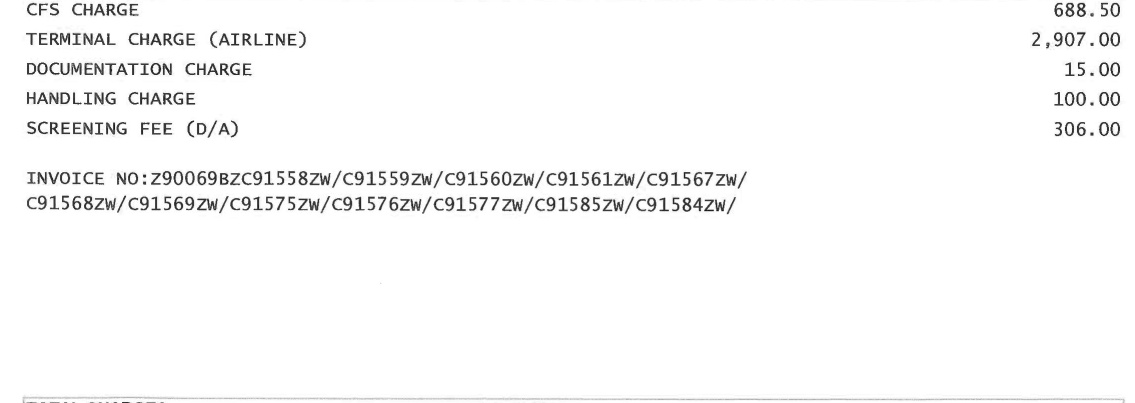 CFS CHARGE 688.50
TERMINAL CHARGE (AIRLINE) 2,907.00
DOCUMENTATION CHARGE 15.00
HANDLING CHARGE 100.00
SCREENING FEE (D/A) 306.00
INVOICE NO:Z90069BZC91558ZW/C91559ZW/C91560ZW/C91561ZW/C91567ZW/
C91568ZW/C91569ZW/C91575ZW/C91576ZW/C91577ZW/C91585ZW/C91584ZW/